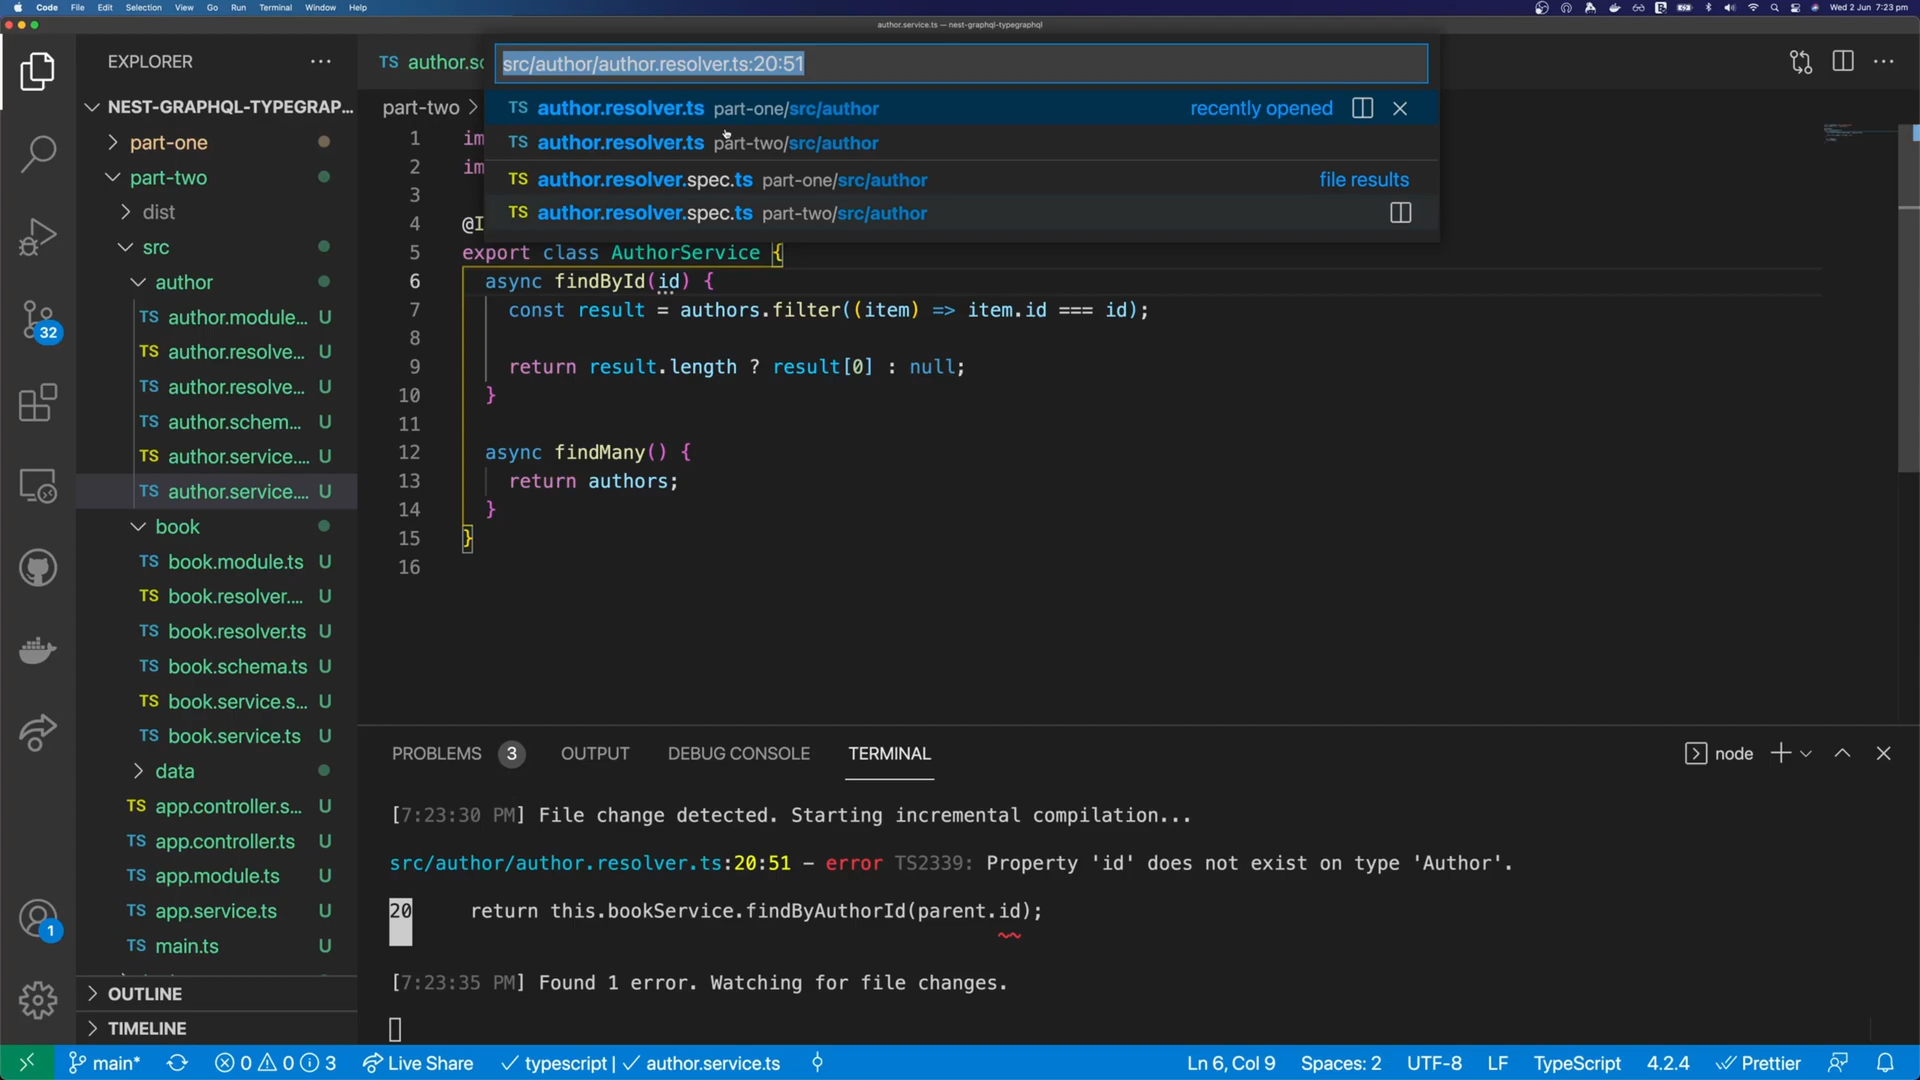 Code File Edit Selection View Go Run Terminal Window Help
Wed 2 Jun 7:23 pm
author.service.ts — nest-graphql-typegraphql
EXPLORER
NEST-GRAPHQL-TYPEGRAP...
part-one
part-two
dist
src
author
TS author.module... U
TS author.resolve... U
TS author.resolve... U
TS author.schem... U
TS author.service.... U
TS author.service.... U
book
TS book.module.ts U
TS book.resolver.... U
TS book.resolver.ts U
TS book.schema.ts U
TS book.service.s... U
TS book.service.ts U
data
TS app.controller.s... U
TS app.controller.ts U
TS app.module.ts U
TS app.service.ts U
TS main.ts U
OUTLINE
TIMELINE
32
1
TS author.sc
src/author/author.resolver.ts:20:51
TS author.resolver.ts part-one/src/author recently opened
TS author.resolver.ts part-two/src/author
TS author.resolver.spec.ts part-one/src/author file results
TS author.resolver.spec.ts part-two/src/author
part-two >
1 im
2 im
3
4 @I
5 export class AuthorService {
6 async findById(id) {
7 const result = authors.filter((item) => item.id === id);
8
9 return result.length ? result[0] : null;
10 }
11
12 async findMany() {
13 return authors;
14 }
15 }
16
PROBLEMS 3 OUTPUT DEBUG CONSOLE TERMINAL
node
[7:23:30 PM] File change detected. Starting incremental compilation...
src/author/author.resolver.ts:20:51 - error TS2339: Property 'id' does not exist on type 'Author'.
20 return this.bookService.findByAuthorId(parent.id);
~~
[7:23:35 PM] Found 1 error. Watching for file changes.
main* 0 0 3 Live Share typescript | author.service.ts
Ln 6, Col 9 Spaces: 2 UTF-8 LF TypeScript 4.2.4 Prettier